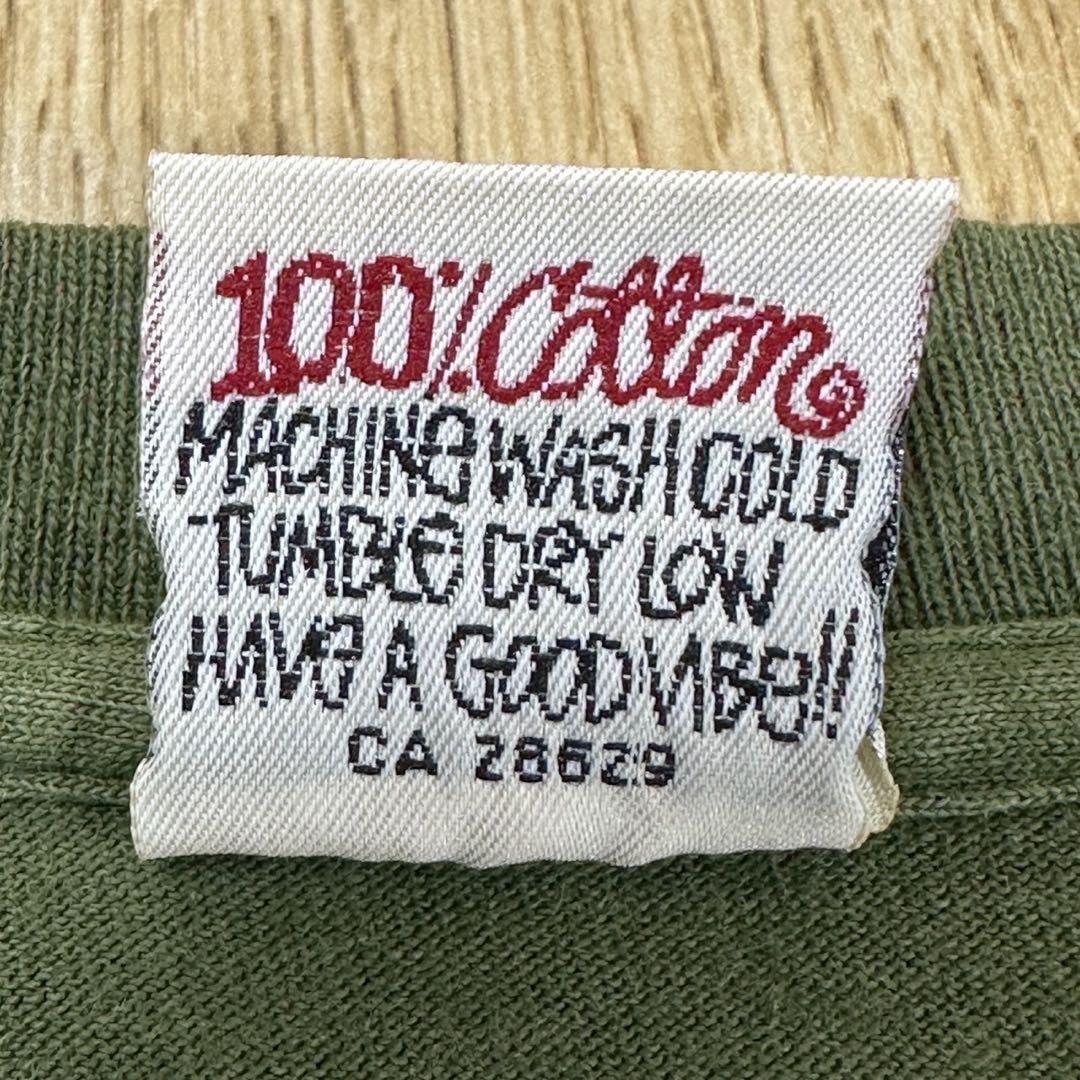 100% Cotton
MACHINE WASH COLD
TUMBLE DRY LOW
HAVE A GOOD VIBE!!
CA 28629